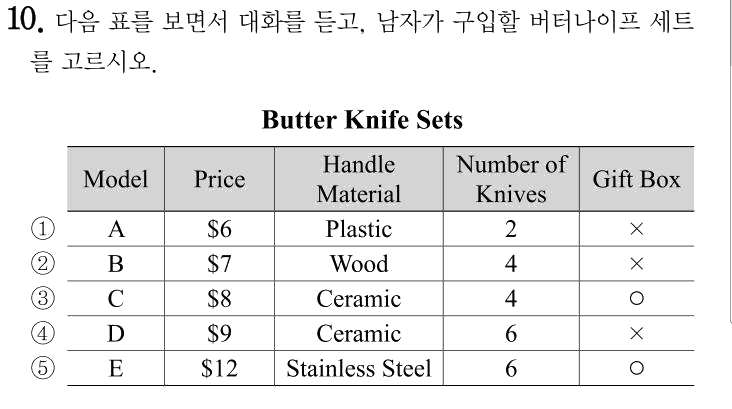 10. 다음 표를 보면서 대화를 듣고, 남자가 구입할 버터나이프 세트
를 고르시오.
Butter Knife Sets
Model Price Handle Material Number of Knives Gift Box
① A $6 Plastic 2 ×
② B $7 Wood 4 ×
③ C $8 Ceramic 4 ○
④ D $9 Ceramic 6 ×
⑤ E $12 Stainless Steel 6 ○